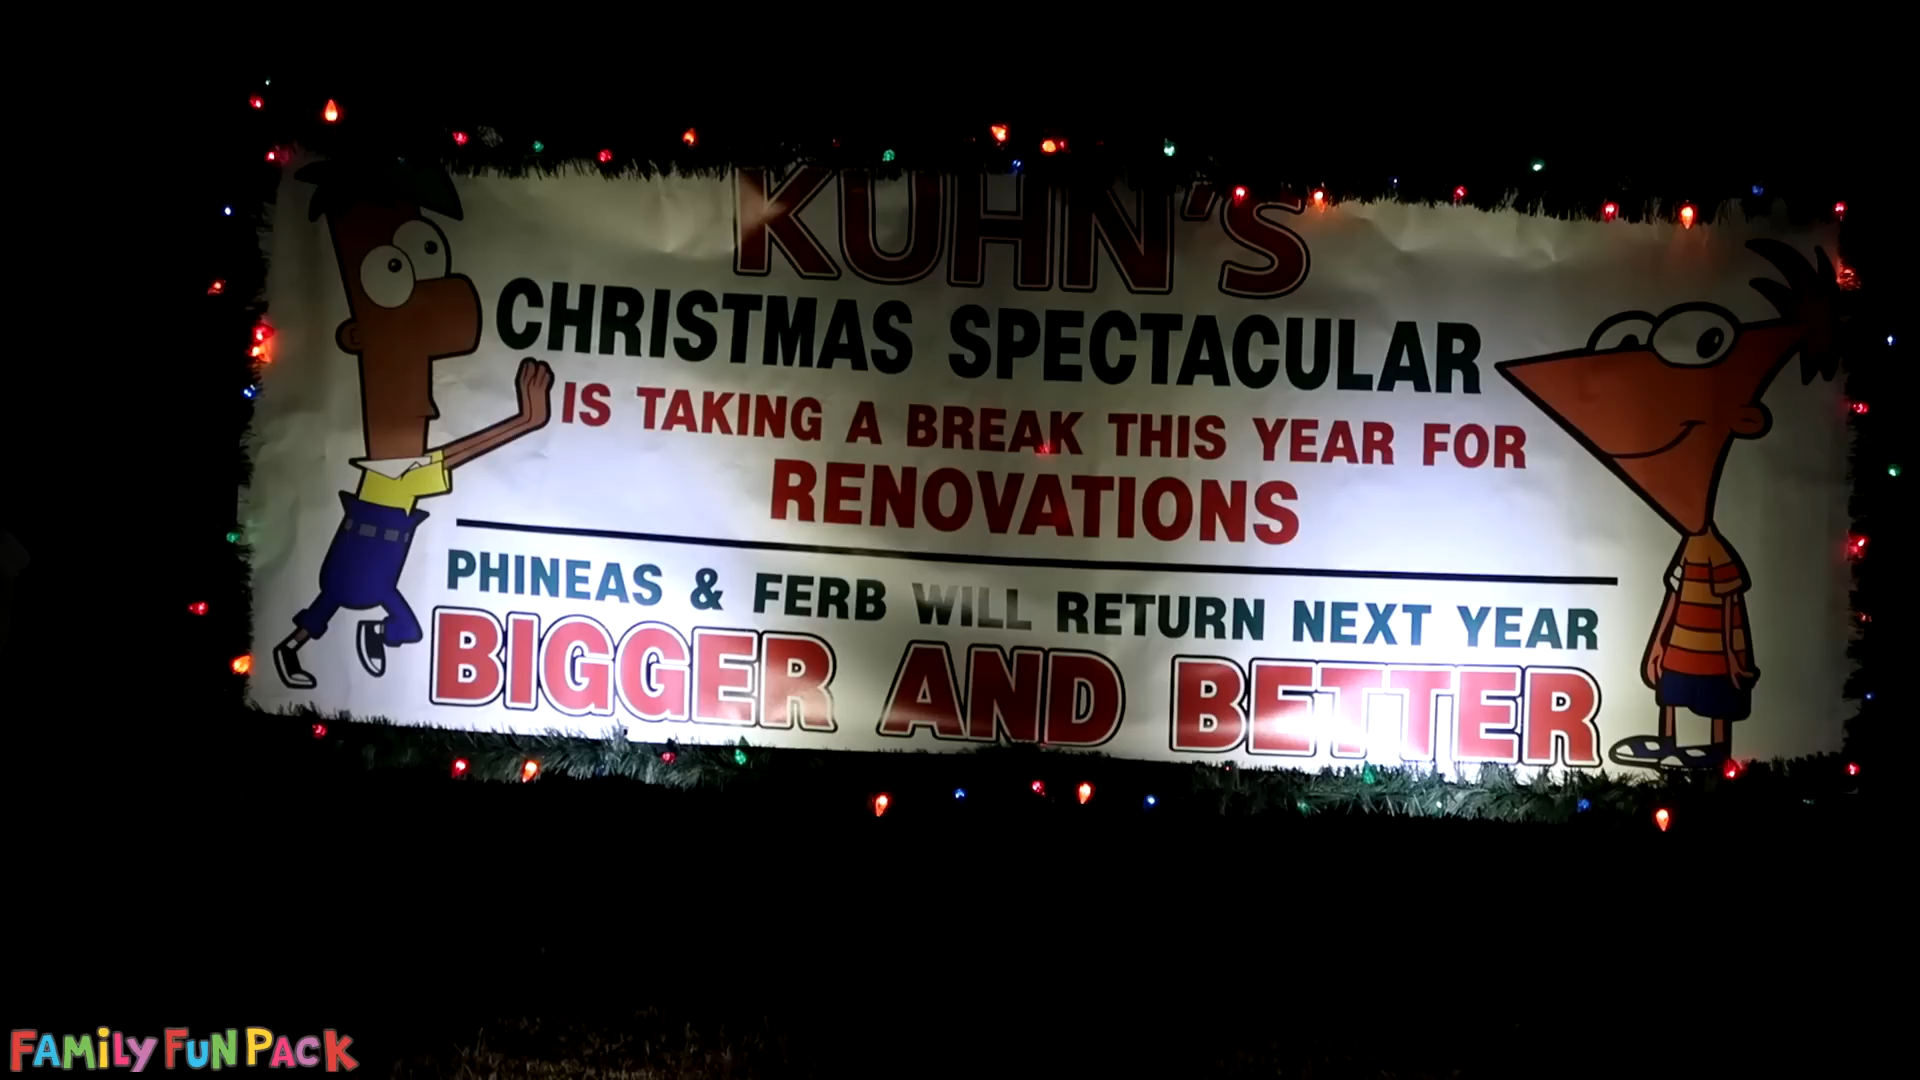 KUHN'S
CHRISTMAS SPECTACULAR
IS TAKING A BREAK THIS YEAR FOR
RENOVATIONS
PHINEAS & FERB WILL RETURN NEXT YEAR
BIGGER AND BETTER
FAMiLY FUN PACK